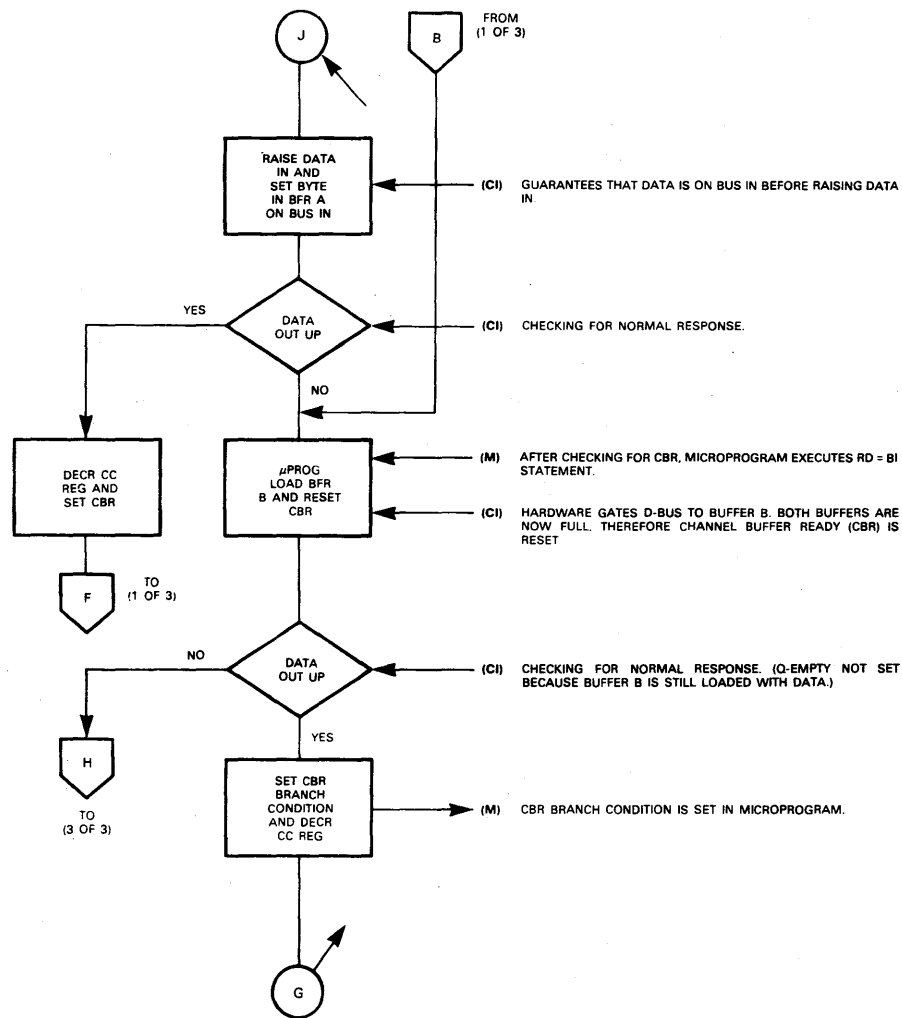 J
B
FROM
(1 OF 3)
RAISE DATA
IN AND
SET BYTE
IN BFR A
ON BUS IN
(CI) GUARANTEES THAT DATA IS ON BUS IN BEFORE RAISING DATA
IN.
YES
DATA
OUT UP
(CI) CHECKING FOR NORMAL RESPONSE.
NO
DECR CC
REG AND
SET CBR
µPROG
LOAD BFR
B AND RESET
CBR
(M) AFTER CHECKING FOR CBR, MICROPROGRAM EXECUTES RD = BI
STATEMENT.
(CI) HARDWARE GATES D-BUS TO BUFFER B. BOTH BUFFERS ARE
NOW FULL. THEREFORE CHANNEL BUFFER READY (CBR) IS
RESET
F
TO
(1 OF 3)
NO
DATA
OUT UP
(CI) CHECKING FOR NORMAL RESPONSE. (Q-EMPTY NOT SET
BECAUSE BUFFER B IS STILL LOADED WITH DATA.)
YES
H
TO
(3 OF 3)
SET CBR
BRANCH
CONDITION
AND DECR
CC REG
(M) CBR BRANCH CONDITION IS SET IN MICROPROGRAM.
G